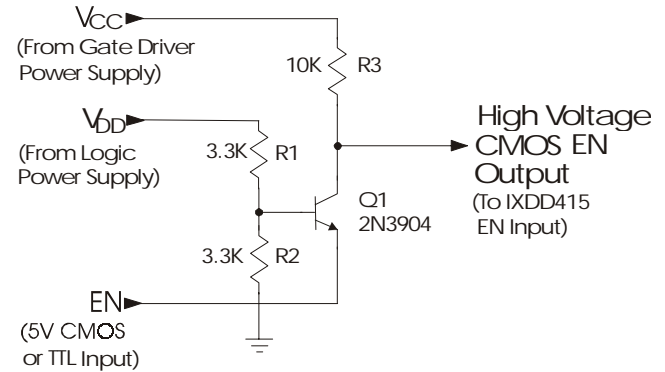 VCC
(From Gate Driver
Power Supply)
10K
R3
VDD
(From Logic
Power Supply)
3.3K
R1
High Voltage
CMOS EN
Output
(To IXDD415
EN Input)
Q1
2N3904
3.3K
R2
EN
(5V CMOS
or TTL Input)